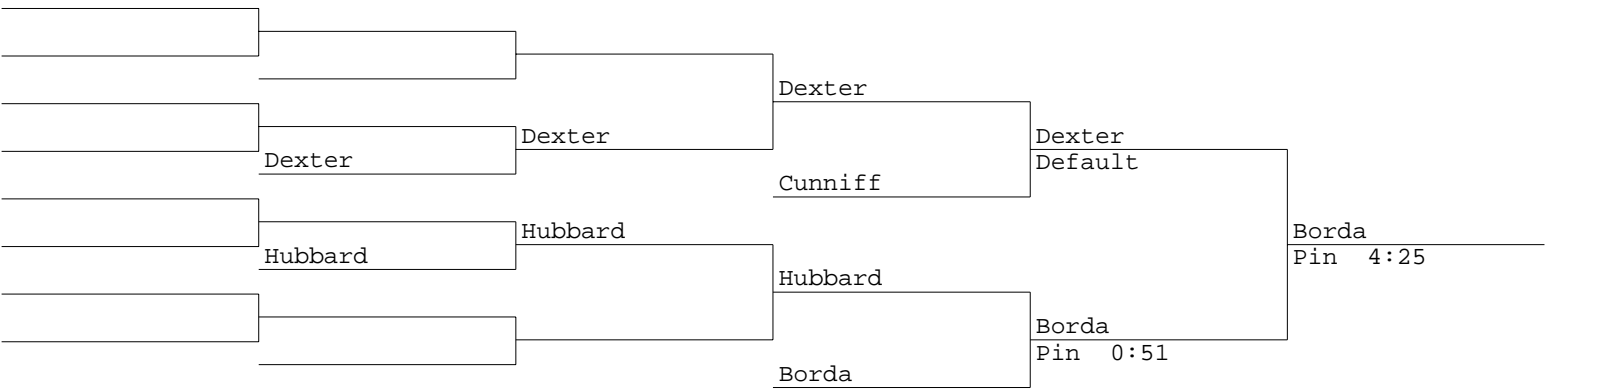 Dexter
Dexter
Dexter
Dexter
Default
Cunniff
Hubbard
Hubbard
Borda
Pin 4:25
Hubbard
Borda
Pin 0:51
Borda